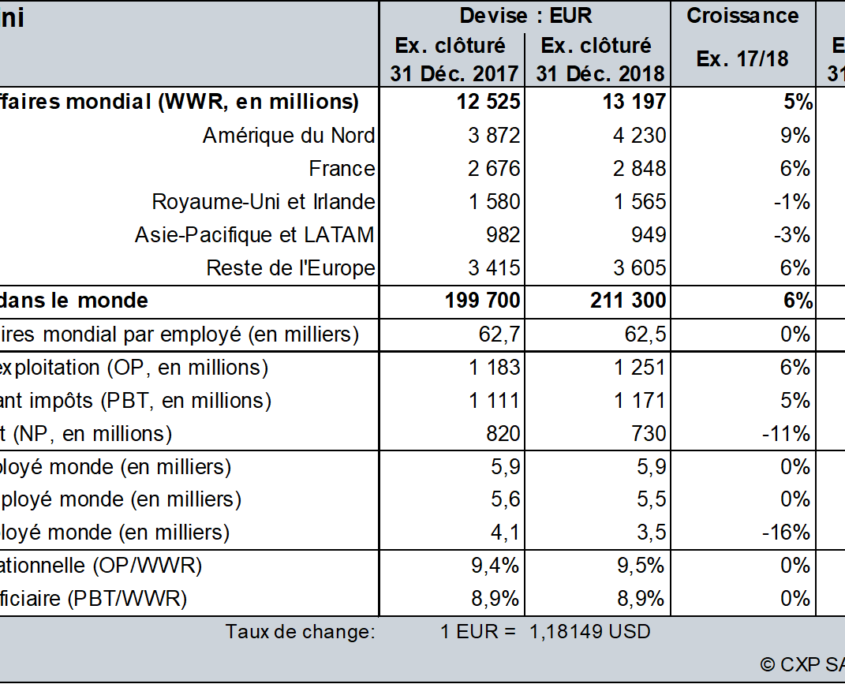 ni Devise : EUR Croissance
Ex. clôturé Ex. clôturé Ex. 17/18 E
31 Déc. 2017 31 Déc. 2018 31
ffaires mondial (WWR, en millions) 12 525 13 197 5%
Amérique du Nord 3 872 4 230 9%
France 2 676 2 848 6%
Royaume-Uni et Irlande 1 580 1 565 -1%
Asie-Pacifique et LATAM 982 949 -3%
Reste de l'Europe 3 415 3 605 6%
dans le monde 199 700 211 300 6%
ires mondial par employé (en milliers) 62,7 62,5 0%
exploitation (OP, en millions) 1 183 1 251 6%
ant impôts (PBT, en millions) 1 111 1 171 5%
t (NP, en millions) 820 730 -11%
loyé monde (en milliers) 5,9 5,9 0%
ployé monde (en milliers) 5,6 5,5 0%
loyé monde (en milliers) 4,1 3,5 -16%
ationnelle (OP/WWR) 9,4% 9,5% 0%
ficiaire (PBT/WWR) 8,9% 8,9% 0%
Taux de change: 1 EUR = 1,18149 USD
© CXP SA